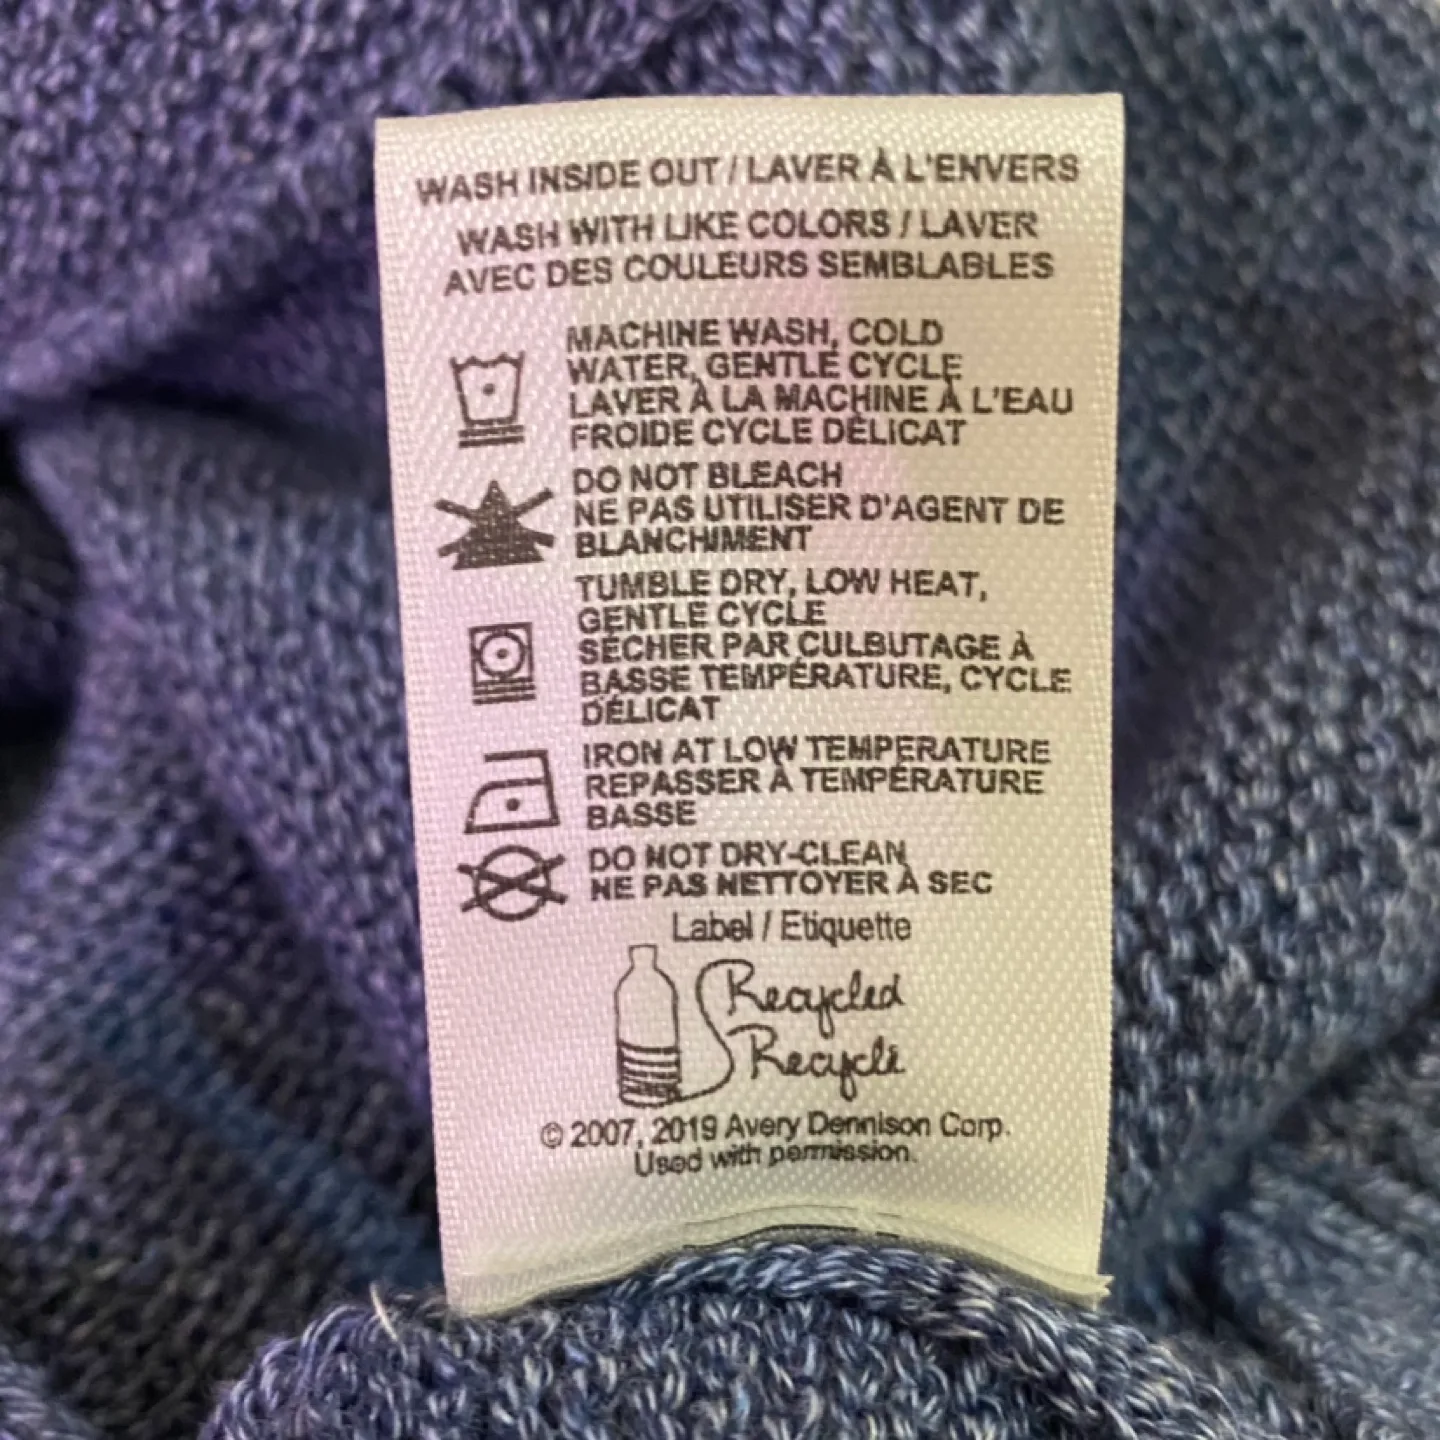 WASH INSIDE OUT / LAVER À L'ENVERS
WASH WITH LIKE COLORS / LAVER
AVEC DES COULEURS SEMBLABLES
MACHINE WASH, COLD
WATER, GENTLE CYCLE
LAVER À LA MACHINE À L'EAU
FROIDE CYCLE DÉLICAT
DO NOT BLEACH
NE PAS UTILISER D'AGENT DE
BLANCHIMENT
TUMBLE DRY, LOW HEAT,
GENTLE CYCLE
SÉCHER PAR CULBUTAGE À
BASSE TEMPÉRATURE, CYCLE
DÉLICAT
IRON AT LOW TEMPERATURE
REPASSER À TEMPÉRATURE
BASSE
DO NOT DRY-CLEAN
NE PAS NETTOYER À SEC
Label / Etiquette
Recycled
Recyclé
© 2007, 2019 Avery Dennison Corp.
Used with permission.